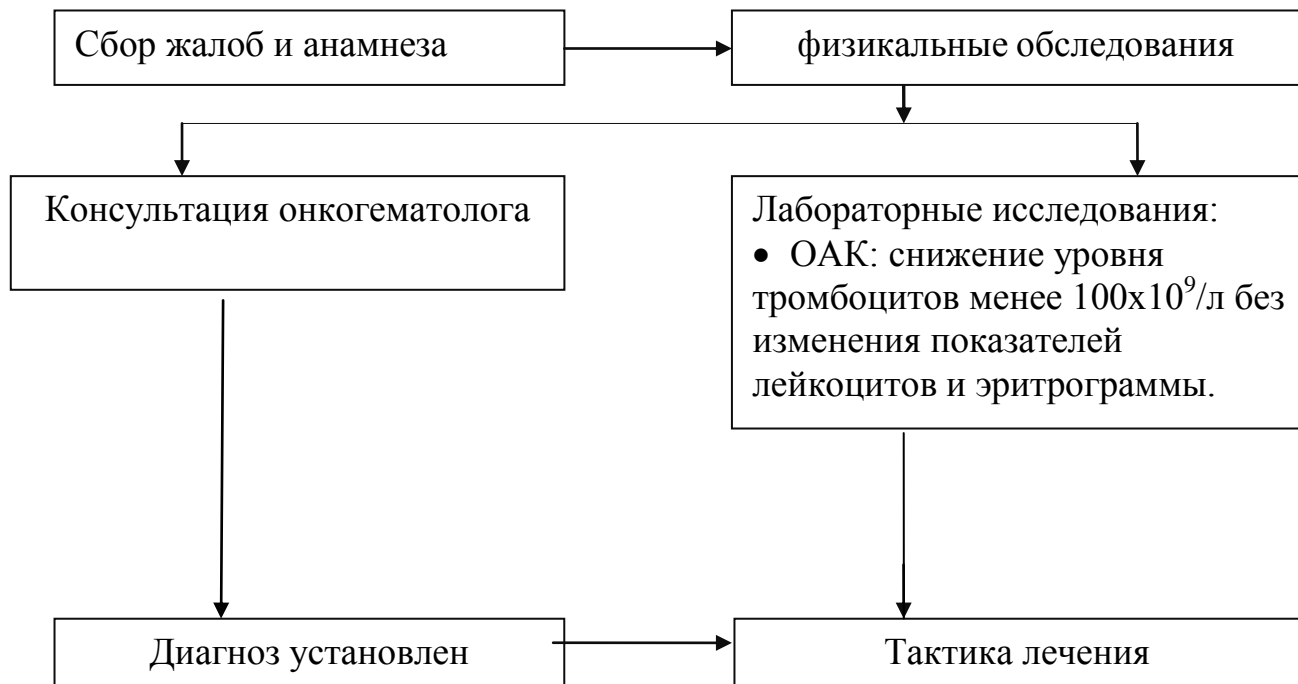 Сбор жалоб и анамнеза
физикальные обследования
Консультация онкогематолога
Лабораторные исследования:
• ОАК: снижение уровня
тромбоцитов менее 100х10⁹/л без
изменения показателей
лейкоцитов и эритрограммы.
Диагноз установлен
Тактика лечения